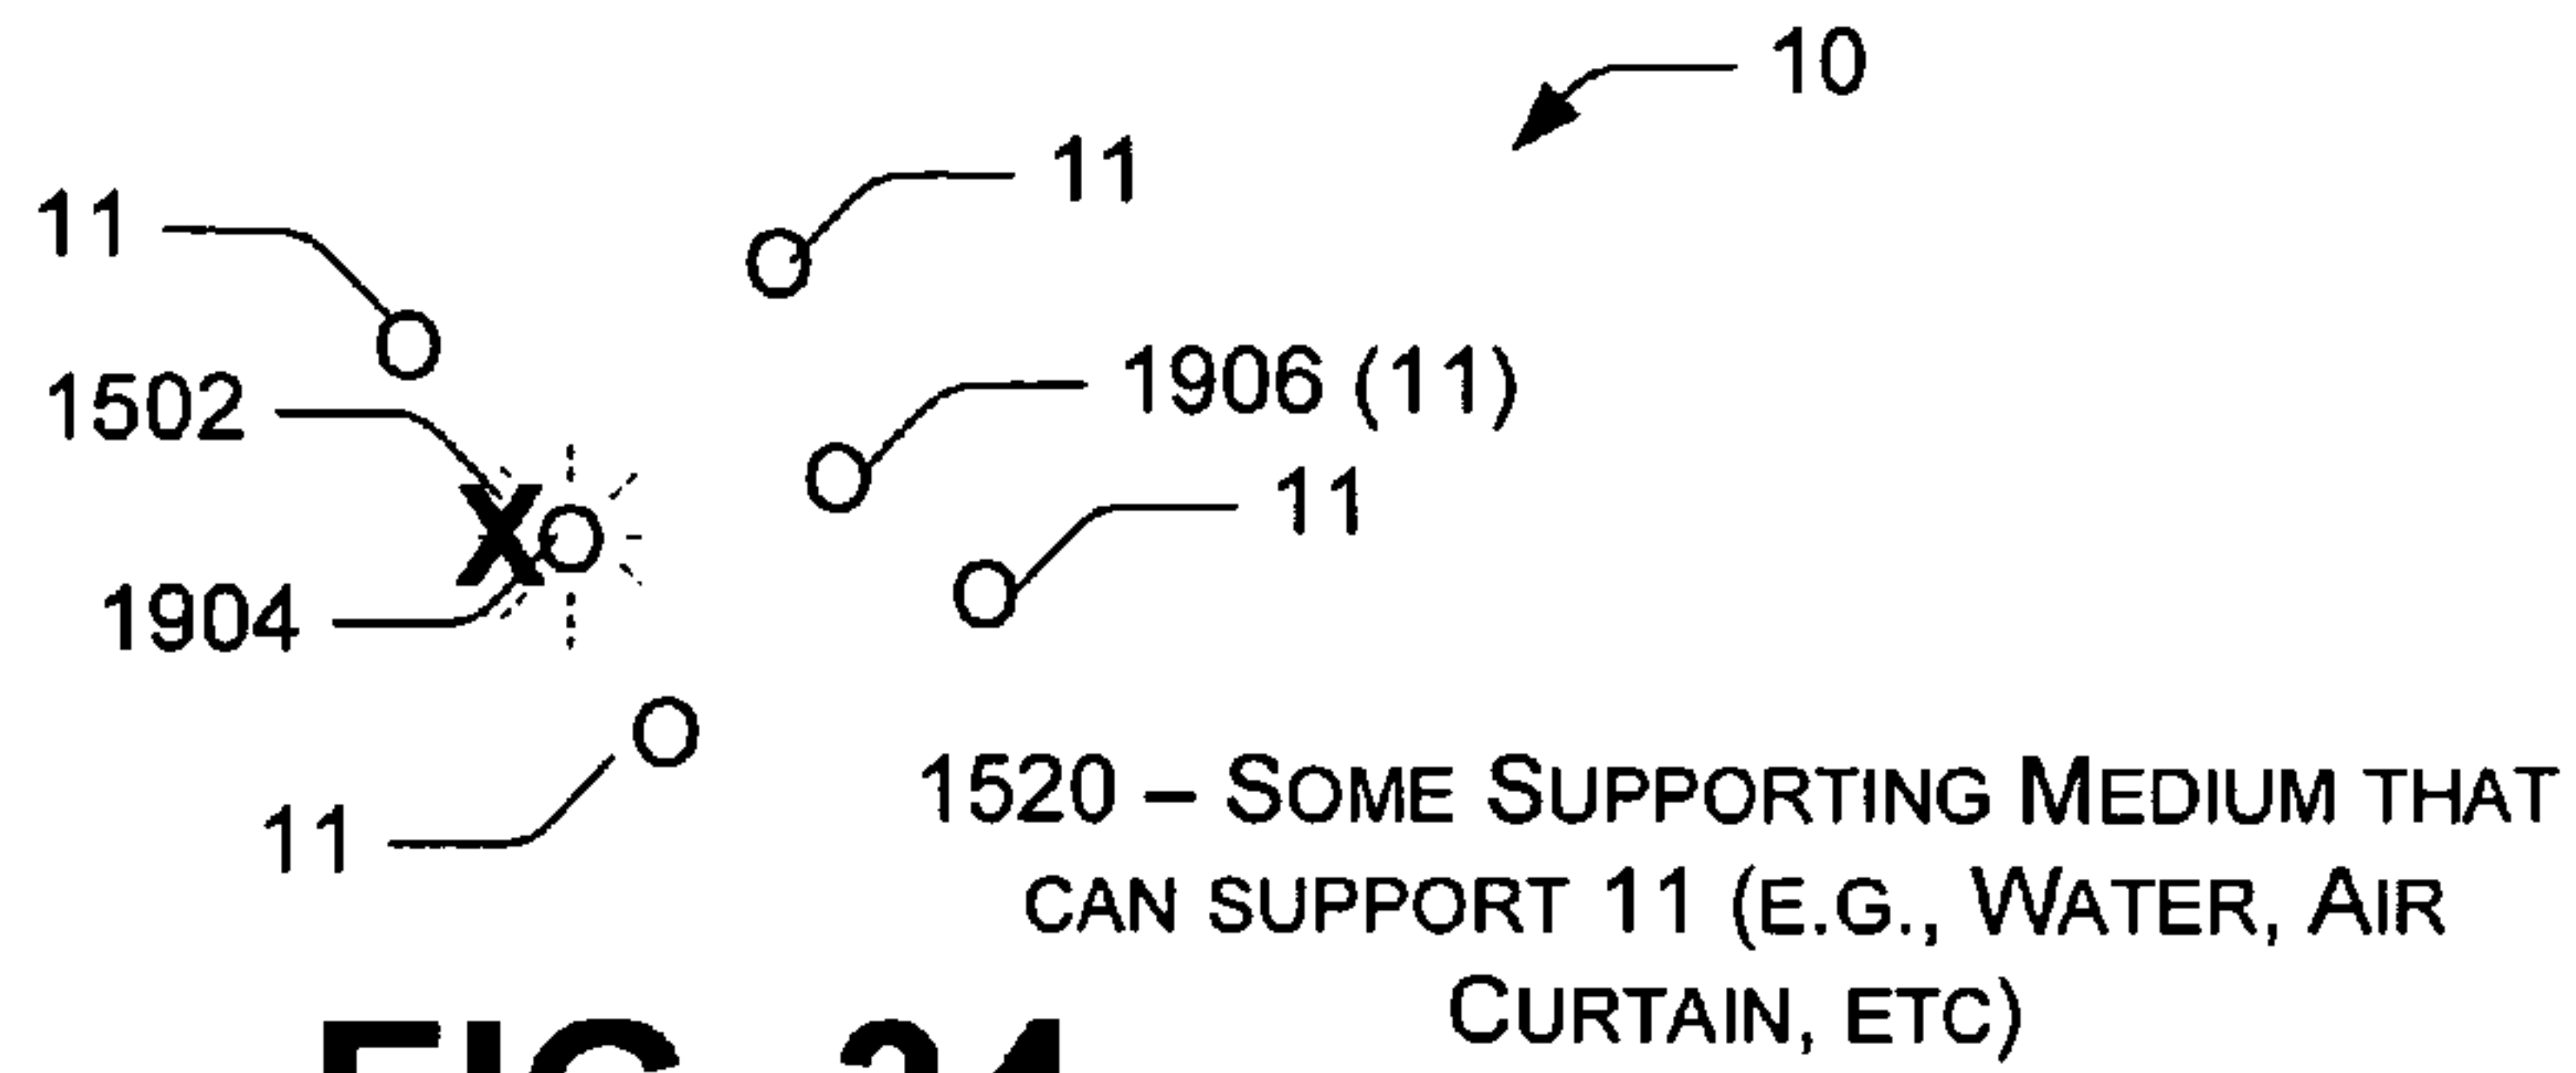 10
11
11
1906 (11)
1502
11
1904
O
X
1520 – SOME SUPPORTING MEDIUM THAT
CAN SUPPORT 11 (E.G., WATER, AIR
11
CURTAIN, ETC)